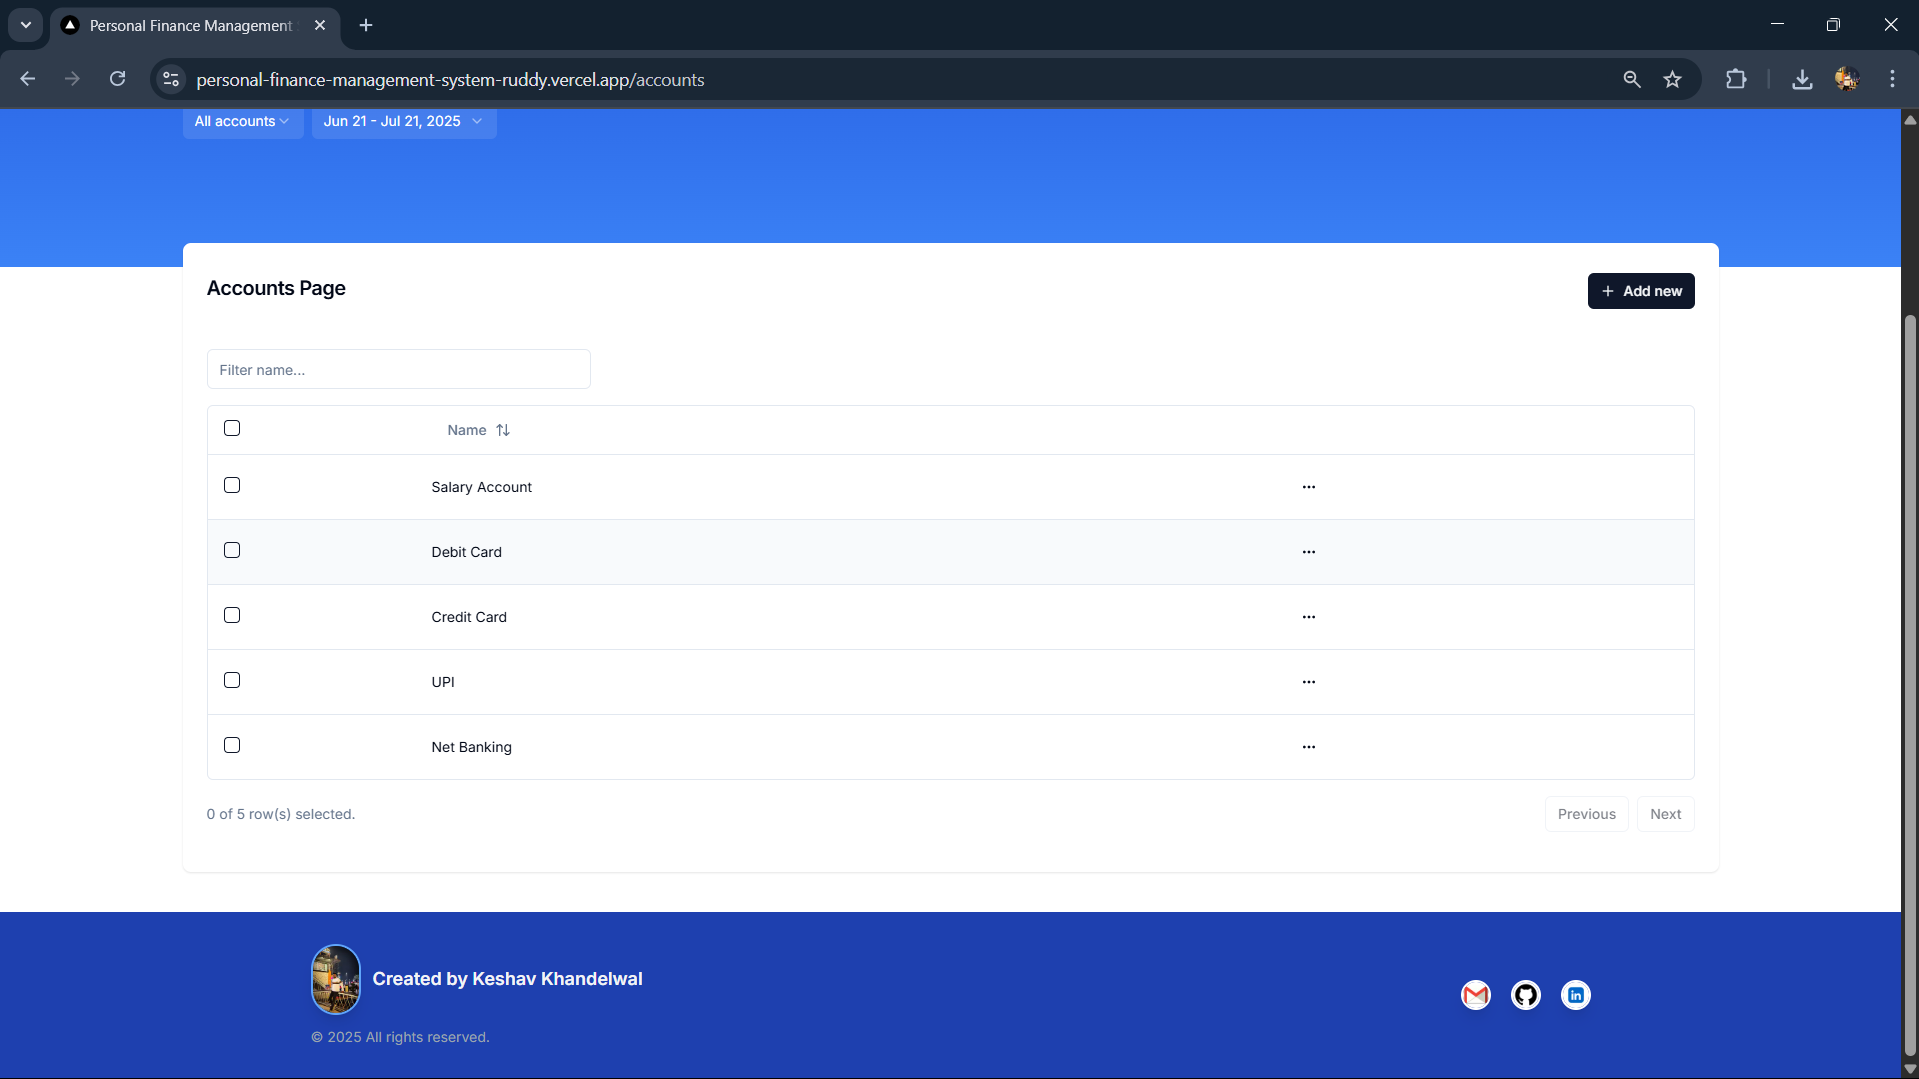 Personal Finance Management
personal-finance-management-system-ruddy.vercel.app/accounts
All accounts
Jun 21 - Jul 21, 2025
Accounts Page
+ Add new
Filter name...
Name
Salary Account
...
Debit Card
...
Credit Card
...
UPI
...
Net Banking
...
0 of 5 row(s) selected.
Previous
Next
Created by Keshav Khandelwal
in
© 2025 All rights reserved.